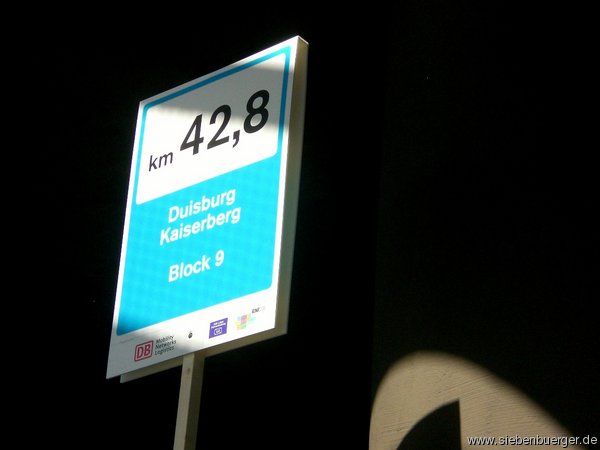 km 42,8
Duisburg
Kaiserberg
Block 9
DB Mobility
Networks
Logistics
www.siebenbuerger.de